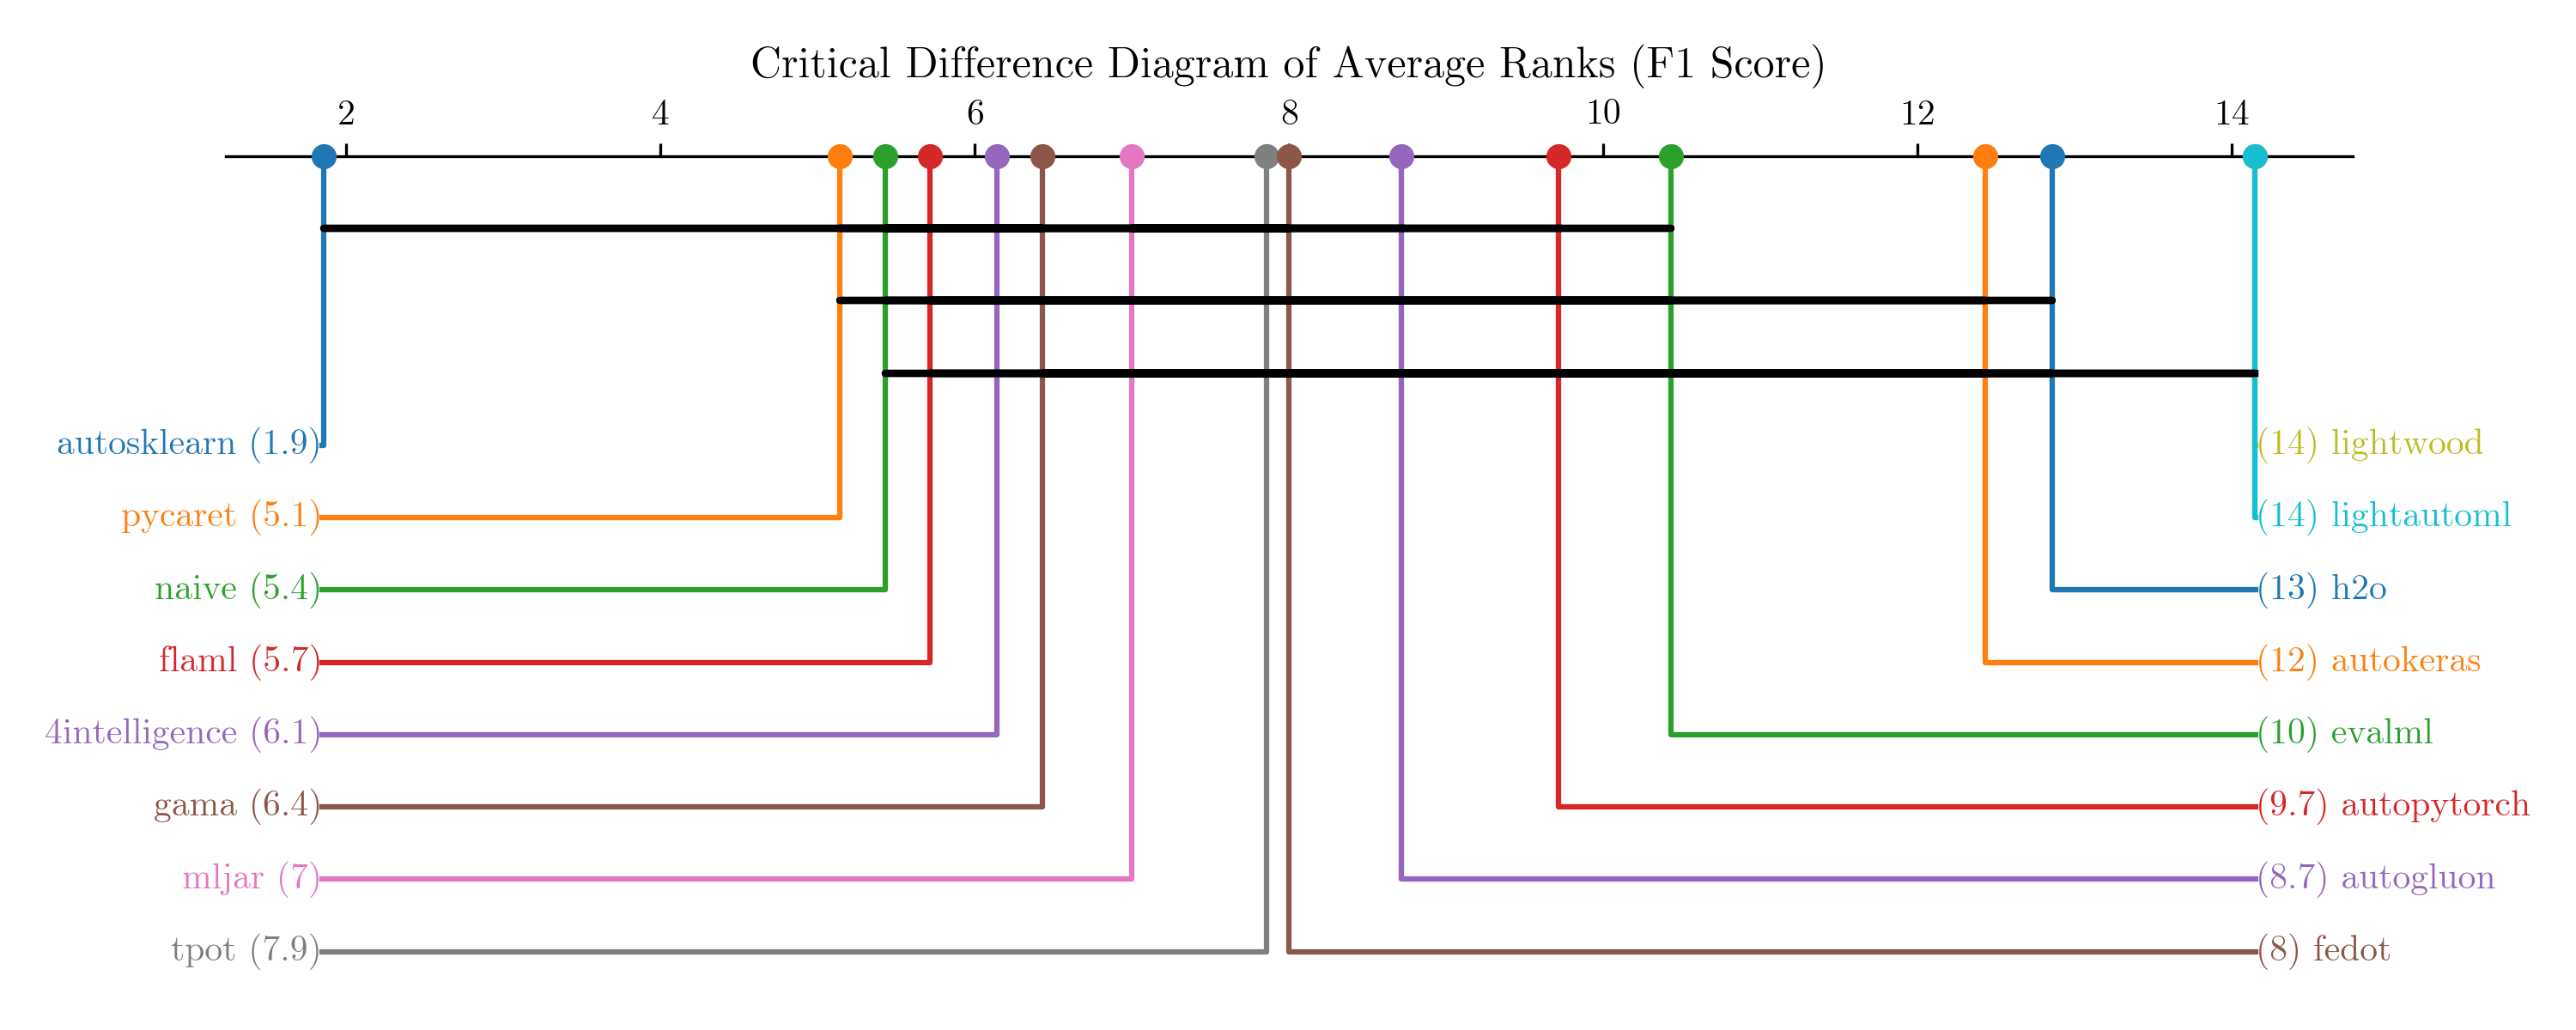 Critical Difference Diagram of Average Ranks (F1 Score)
2 4 6 8 10 12 14
autosklearn (1.9)
pycaret (5.1)
naive (5.4)
flaml (5.7)
4intelligence (6.1)
gama (6.4)
mljar (7)
tpot (7.9)
(14) lightwood
(14) lightautoml
(13) h2o
(12) autokeras
(10) evalml
(9.7) autopytorch
(8.7) autogluon
(8) fedot